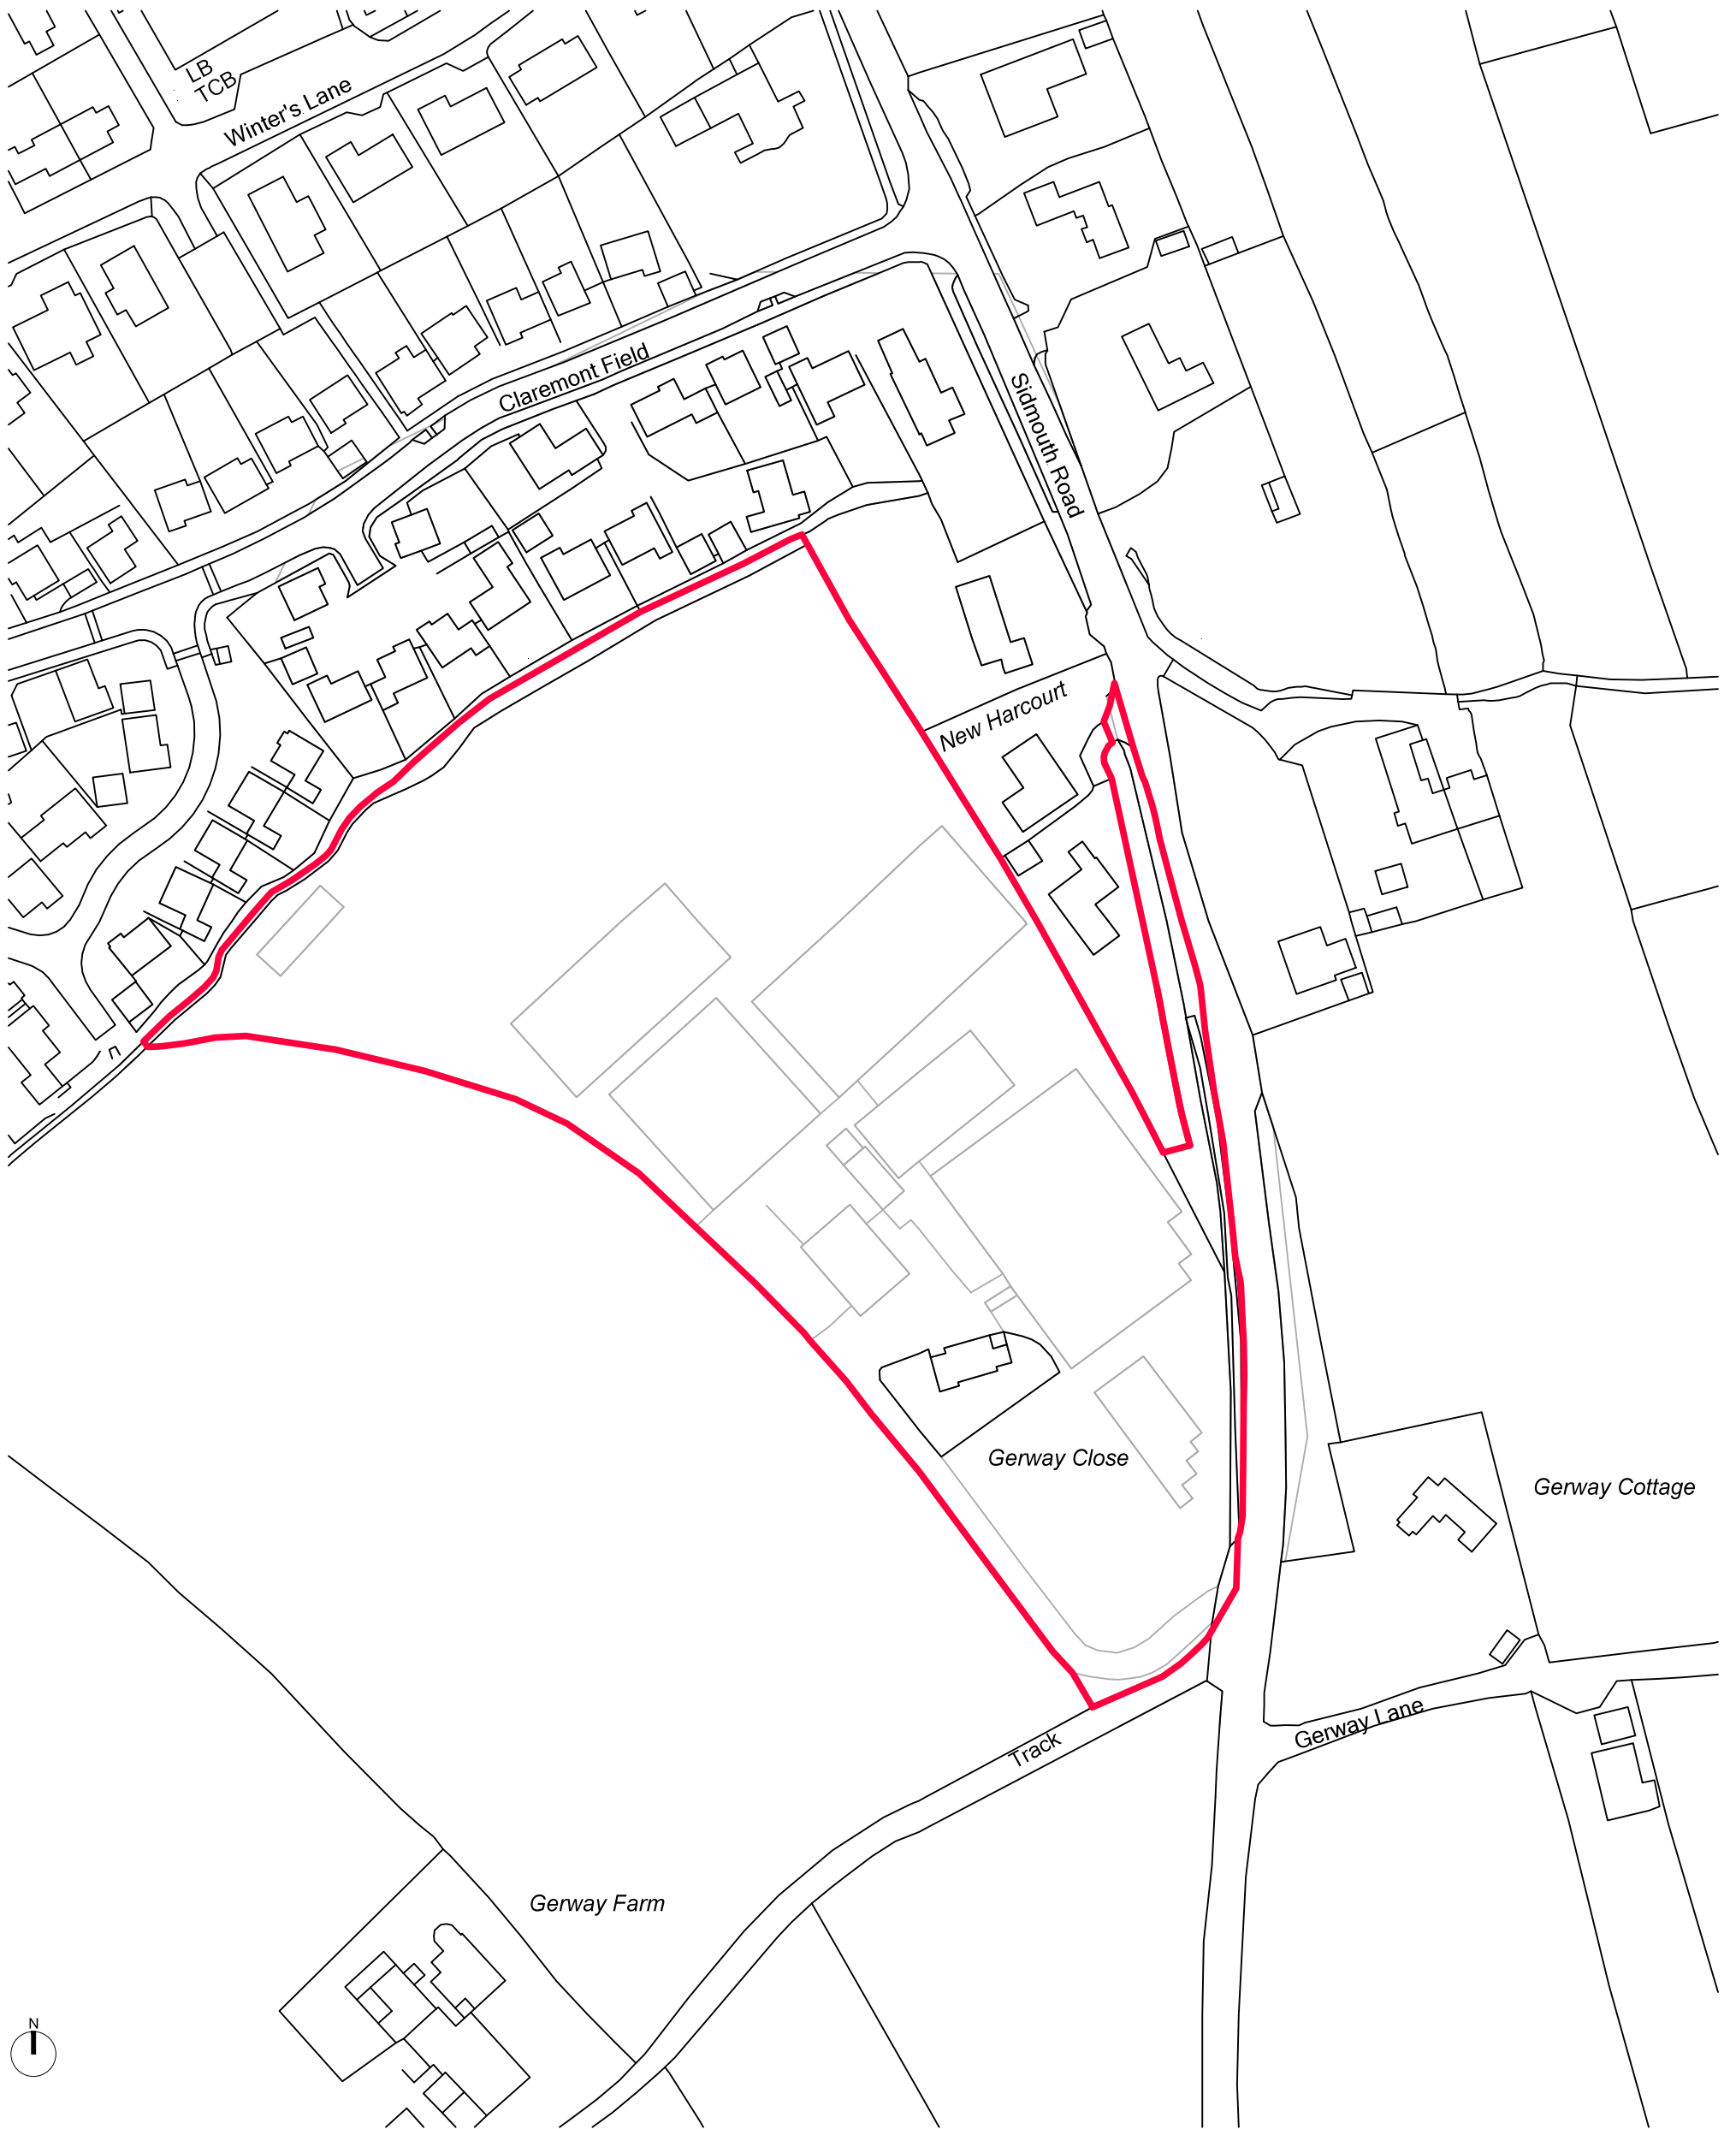 LB
TCB
Winter's Lane
Claremont Field
Sidmouth Road
New Harcourt
Gerway Close
Gerway Cottage
Gerway Lane
Track
Gerway Farm
N